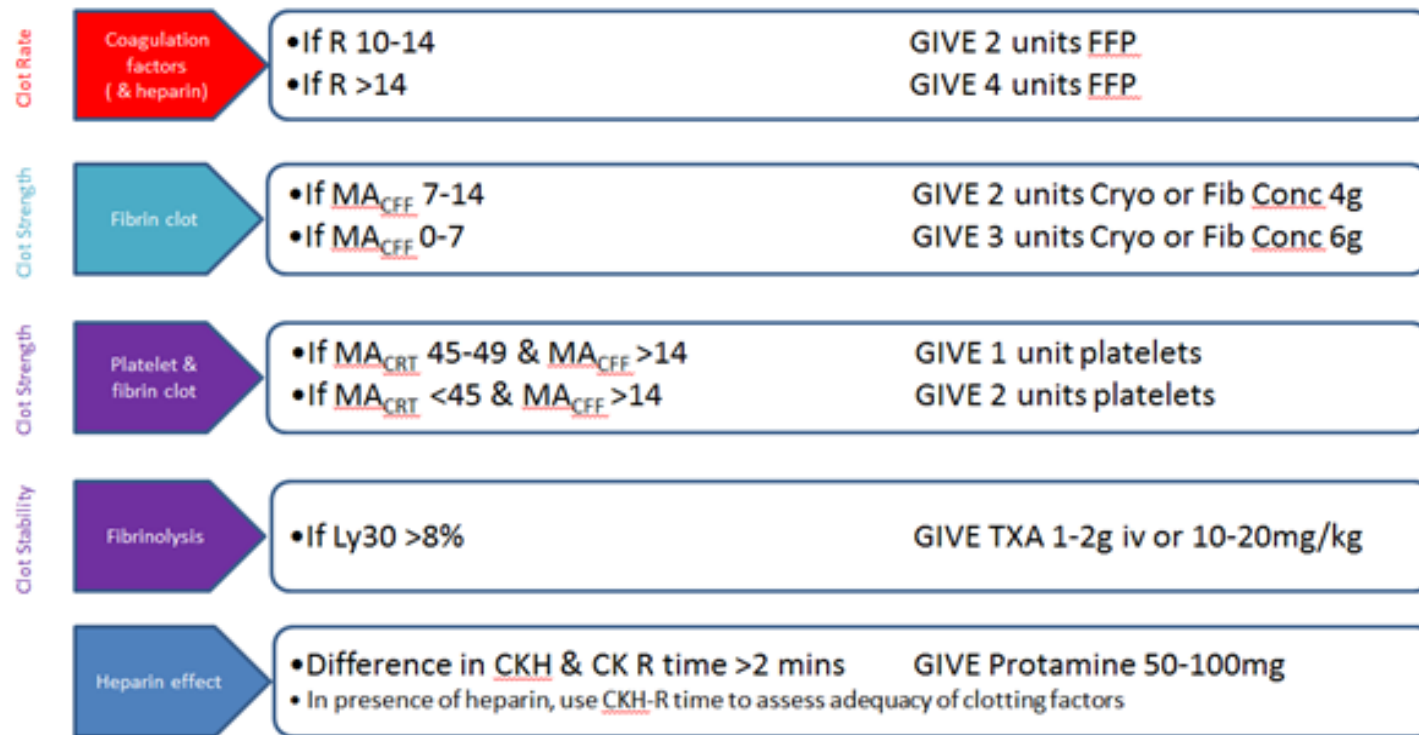 Clot Rate
Coagulation
factors
( & heparin)
•If R 10-14 GIVE 2 units FFP
•If R >14 GIVE 4 units FFP
Clot Strength
Fibrin clot
•If MACFF 7-14 GIVE 2 units Cryo or Fib Conc 4g
•If MACFF 0-7 GIVE 3 units Cryo or Fib Conc 6g
Clot Strength
Platelet &
fibrin clot
•If MACRT 45-49 & MACFF >14 GIVE 1 unit platelets
•If MACRT <45 & MACFF >14 GIVE 2 units platelets
Clot Stability
Fibrinolysis
•If Ly30 >8% GIVE TXA 1-2g iv or 10-20mg/kg
Heparin effect
•Difference in CKH & CK R time >2 mins GIVE Protamine 50-100mg
• In presence of heparin, use CKH-R time to assess adequacy of clotting factors